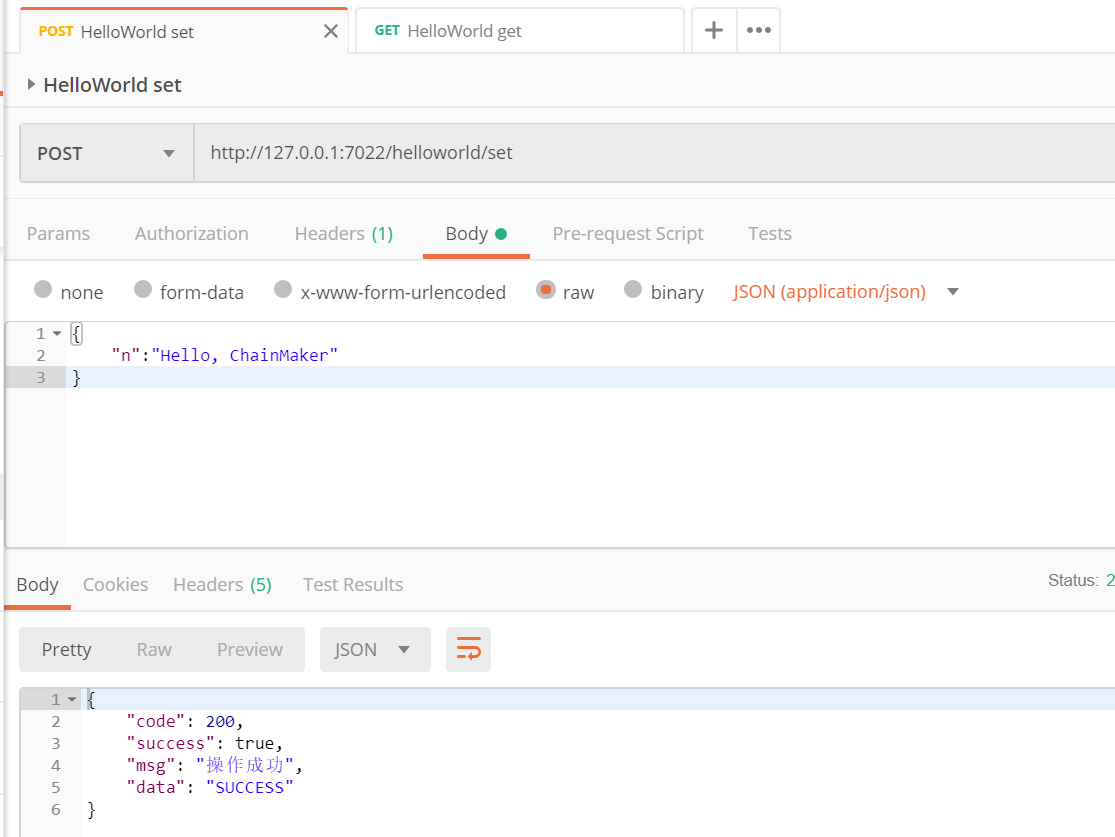 POST HelloWorld set
GET HelloWorld get
HelloWorld set
POST http://127.0.0.1:7022/helloworld/set
Params Authorization Headers (1) Body Pre-request Script Tests
none form-data x-www-form-urlencoded raw binary JSON (application/json)
1 {
2 "n":"Hello, ChainMaker"
3 }
Body Cookies Headers (5) Test Results Status: 2
Pretty Raw Preview JSON
1 {
2 "code": 200,
3 "success": true,
4 "msg": "操作成功",
5 "data": "SUCCESS"
6 }